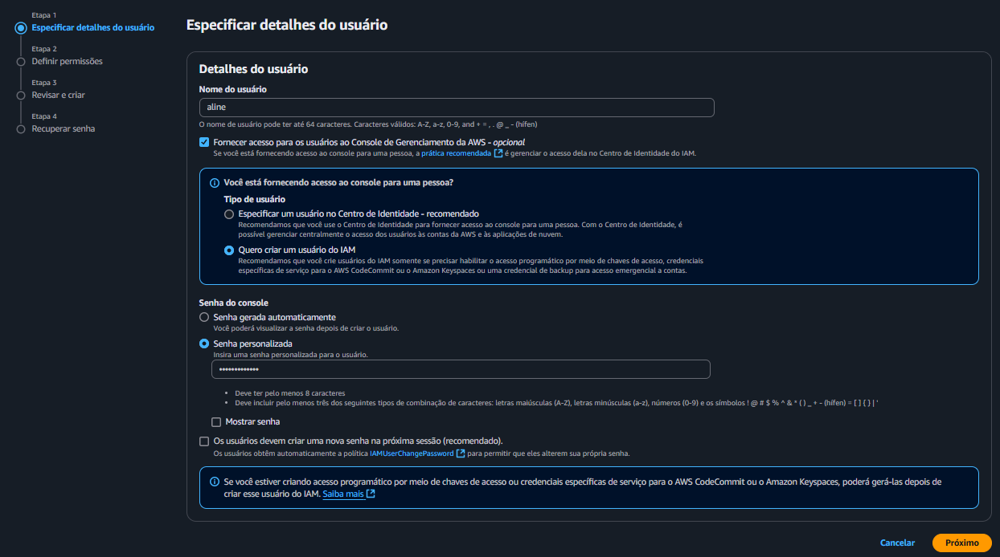 Etapa 1
Especificar detalhes do usuário
Etapa 2
Definir permissões
Etapa 3
Revisar e criar
Etapa 4
Recuperar senha
Especificar detalhes do usuário
Detalhes do usuário
Nome do usuário
aline
O nome de usuário pode ter até 64 caracteres. Caracteres válidos: A-Z, a-z, 0-9, and + = , . @ _ - (hífen)
Fornecer acesso para os usuários ao Console de Gerenciamento da AWS - opcional
Se você está fornecendo acesso ao console para uma pessoa, a prática recomendada é gerenciar o acesso dela no Centro de Identidade do IAM.
Você está fornecendo acesso ao console para uma pessoa?
Tipo de usuário
Especificar um usuário no Centro de Identidade - recomendado
Recomendamos que você use o Centro de Identidade para fornecer acesso ao console para uma pessoa. Com o Centro de Identidade, é
possível gerenciar centralmente o acesso dos usuários às contas da AWS e às aplicações de nuvem.
Quero criar um usuário do IAM
Recomendamos que você crie usuários do IAM somente se precisar habilitar o acesso programático por meio de chaves de acesso, credenciais
específicas de serviço para o AWS CodeCommit ou o Amazon Keyspaces ou uma credencial de backup para acesso emergencial a contas.
Senha do console
Senha gerada automaticamente
Você poderá visualizar a senha depois de criar o usuário.
Senha personalizada
Insira uma senha personalizada para o usuário.
•••••••••••••
• Deve ter pelo menos 8 caracteres
• Deve incluir pelo menos três dos seguintes tipos de combinação de caracteres: letras maiúsculas (A-Z), letras minúsculas (a-z), números (0-9) e os símbolos ! @ # $ % ^ & * ( ) _ + - (hífen) = [ ] { } | '
Mostrar senha
Os usuários devem criar uma nova senha na próxima sessão (recomendado).
Os usuários obtêm automaticamente a política IAMUserChangePassword para permitir que eles alterem sua própria senha.
Se você estiver criando acesso programático por meio de chaves de acesso ou credenciais específicas de serviço para o AWS CodeCommit ou o Amazon Keyspaces, poderá gerá-las depois de
criar esse usuário do IAM. Saiba mais
Cancelar
Próximo